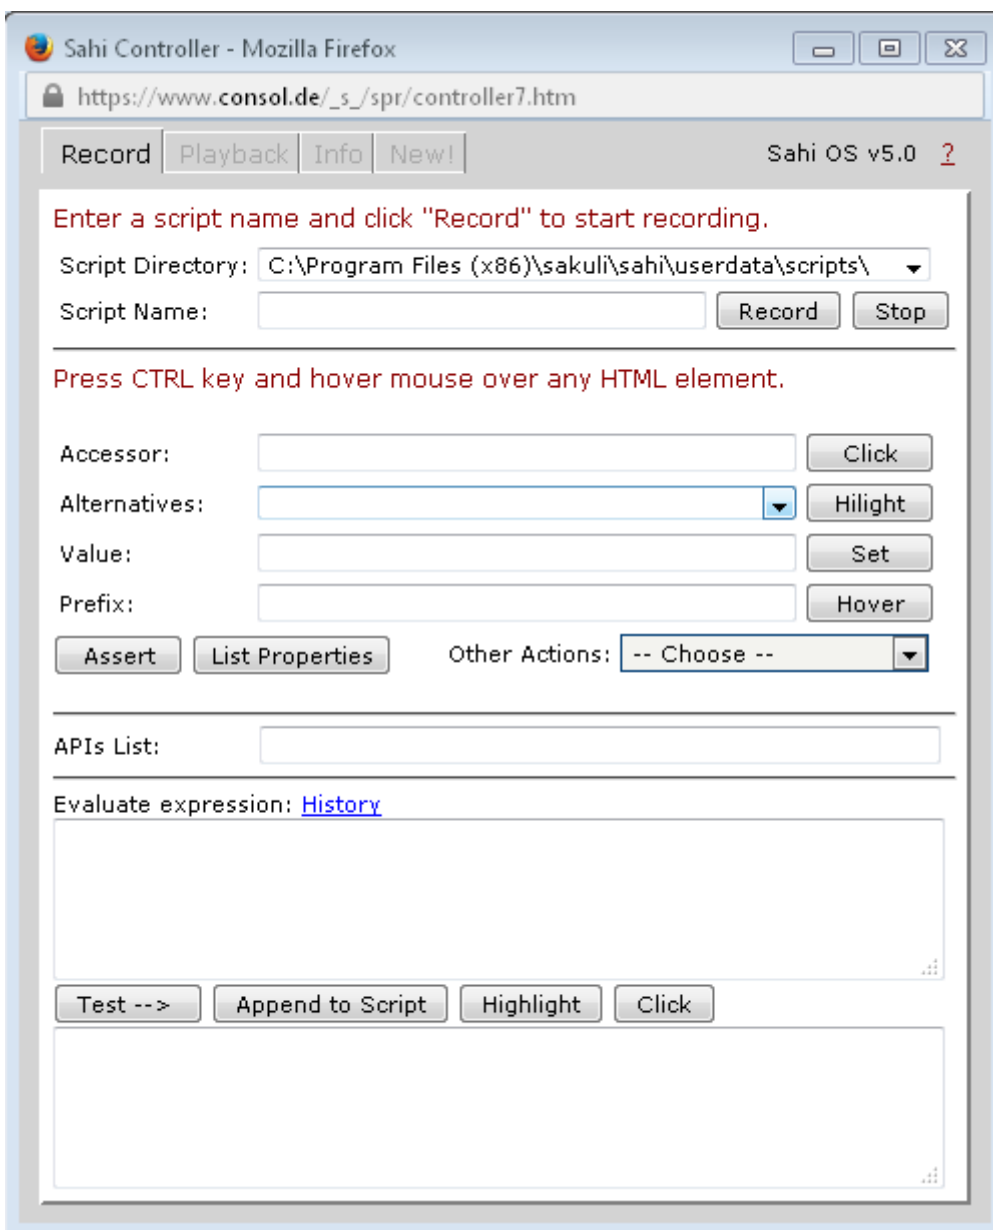 Sahi Controller - Mozilla Firefox
https://www.consol.de/_s_/spr/controller7.htm
Record Playback Info New! Sahi OS v5.0 ?
Enter a script name and click "Record" to start recording.
Script Directory: C:\Program Files (x86)\sakuli\sahi\userdata\scripts\
Script Name: Record Stop
Press CTRL key and hover mouse over any HTML element.
Accessor: Click
Alternatives: Hilight
Value: Set
Prefix: Hover
Assert List Properties Other Actions: -- Choose --
APIs List:
Evaluate expression: History
Test --> Append to Script Highlight Click